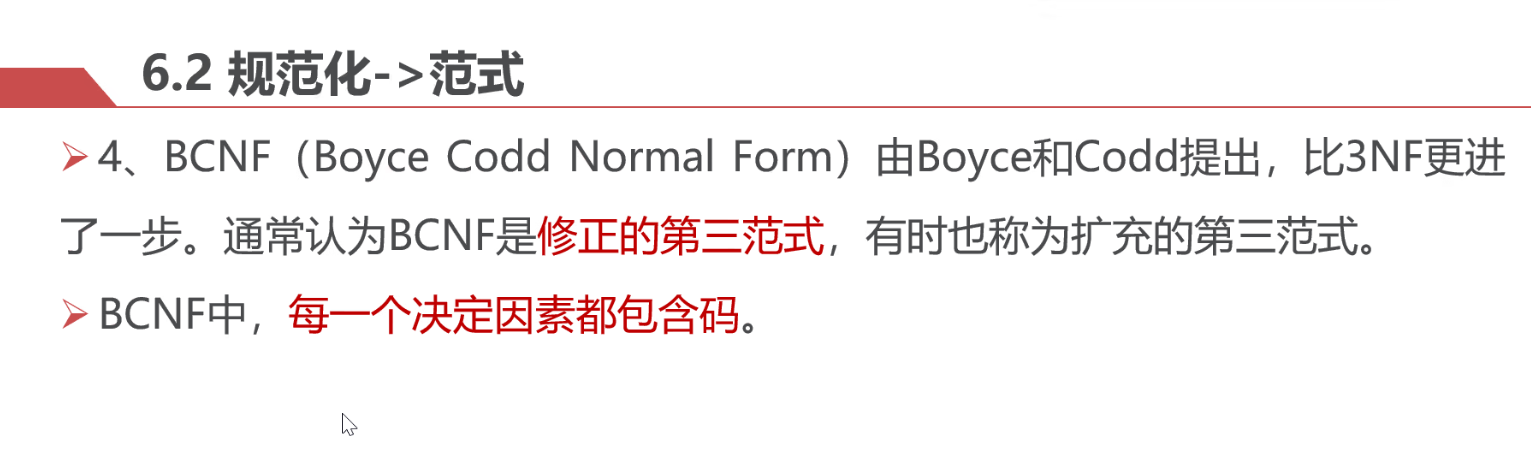 6.2 规范化->范式
4、BCNF（Boyce Codd Normal Form）由Boyce和Codd提出，比3NF更进
了一步。通常认为BCNF是修正的第三范式，有时也称为扩充的第三范式。
BCNF中，每一个决定因素都包含码。